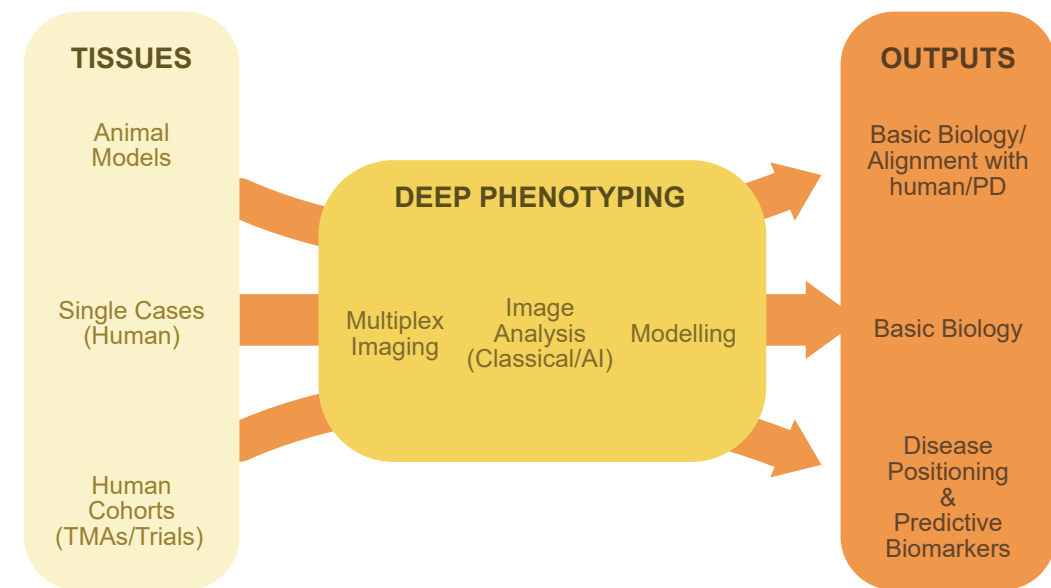 TISSUES
Animal
Models
Single Cases
(Human)
Human
Cohorts
(TMAs/Trials)
DEEP PHENOTYPING
Multiplex
Imaging
Image
Analysis
(Classical/AI)
Modelling
OUTPUTS
Basic Biology/
Alignment with
human/PD
Basic Biology
Disease
Positioning
&
Predictive
Biomarkers